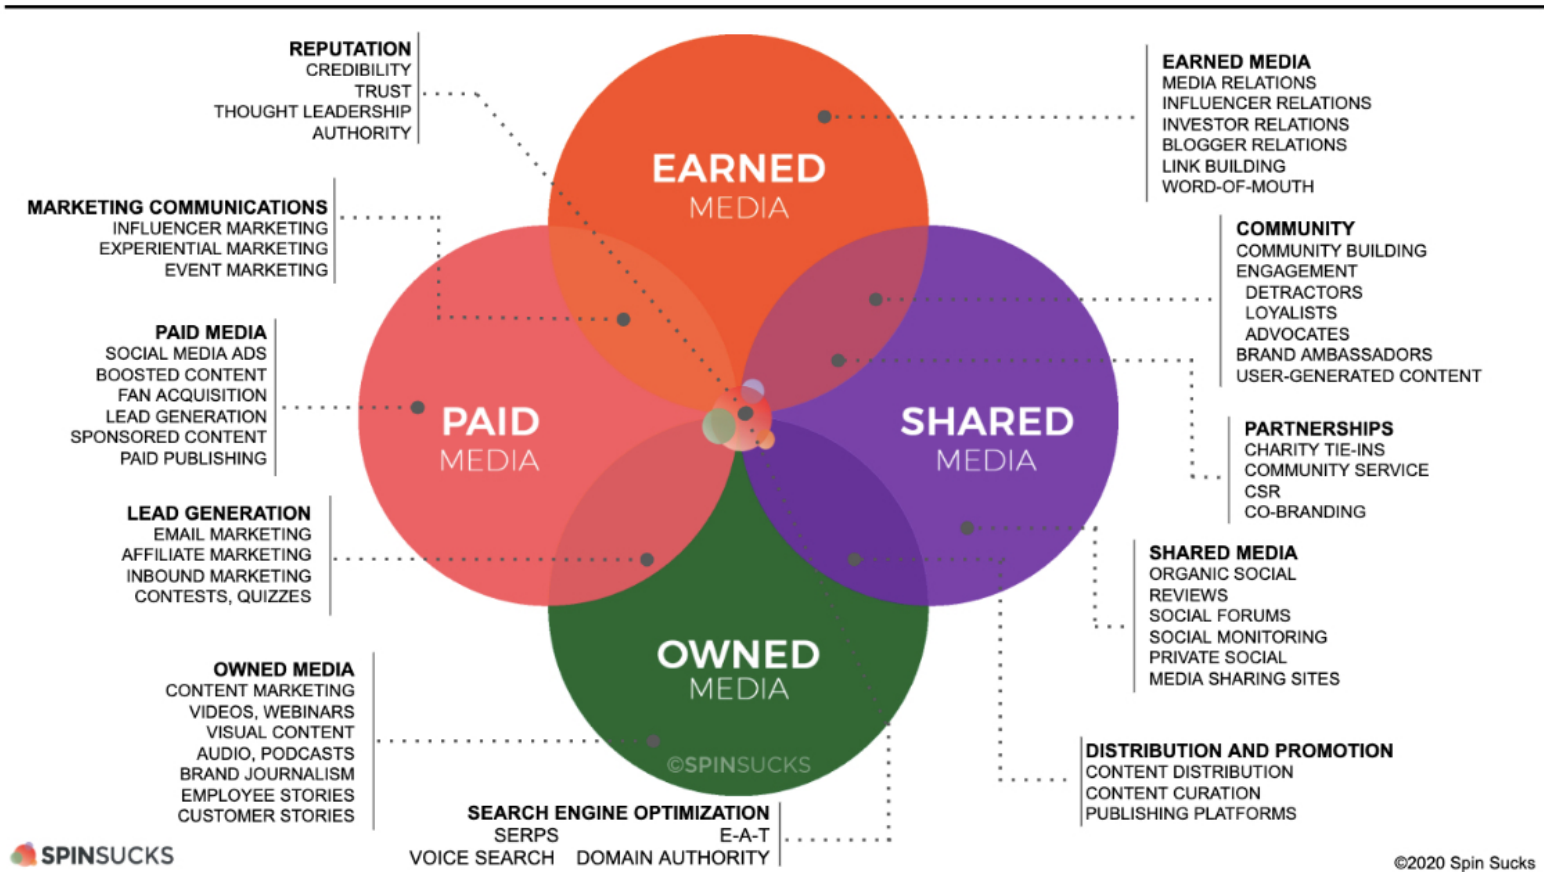 REPUTATION
CREDIBILITY
TRUST
THOUGHT LEADERSHIP
AUTHORITY
MARKETING COMMUNICATIONS
INFLUENCER MARKETING
EXPERIENTIAL MARKETING
EVENT MARKETING
PAID MEDIA
SOCIAL MEDIA ADS
BOOSTED CONTENT
FAN ACQUISITION
LEAD GENERATION
SPONSORED CONTENT
PAID PUBLISHING
LEAD GENERATION
EMAIL MARKETING
AFFILIATE MARKETING
INBOUND MARKETING
CONTESTS, QUIZZES
OWNED MEDIA
CONTENT MARKETING
VIDEOS, WEBINARS
VISUAL CONTENT
AUDIO, PODCASTS
BRAND JOURNALISM
EMPLOYEE STORIES
CUSTOMER STORIES
EARNED
MEDIA
PAID
MEDIA
SHARED
MEDIA
OWNED
MEDIA
©SPINSUCKS
SEARCH ENGINE OPTIMIZATION
SERPS E-A-T
VOICE SEARCH DOMAIN AUTHORITY
EARNED MEDIA
MEDIA RELATIONS
INFLUENCER RELATIONS
INVESTOR RELATIONS
BLOGGER RELATIONS
LINK BUILDING
WORD-OF-MOUTH
COMMUNITY
COMMUNITY BUILDING
ENGAGEMENT
DETRACTORS
LOYALISTS
ADVOCATES
BRAND AMBASSADORS
USER-GENERATED CONTENT
PARTNERSHIPS
CHARITY TIE-INS
COMMUNITY SERVICE
CSR
CO-BRANDING
SHARED MEDIA
ORGANIC SOCIAL
REVIEWS
SOCIAL FORUMS
SOCIAL MONITORING
PRIVATE SOCIAL
MEDIA SHARING SITES
DISTRIBUTION AND PROMOTION
CONTENT DISTRIBUTION
CONTENT CURATION
PUBLISHING PLATFORMS
SPINSUCKS
©2020 Spin Sucks